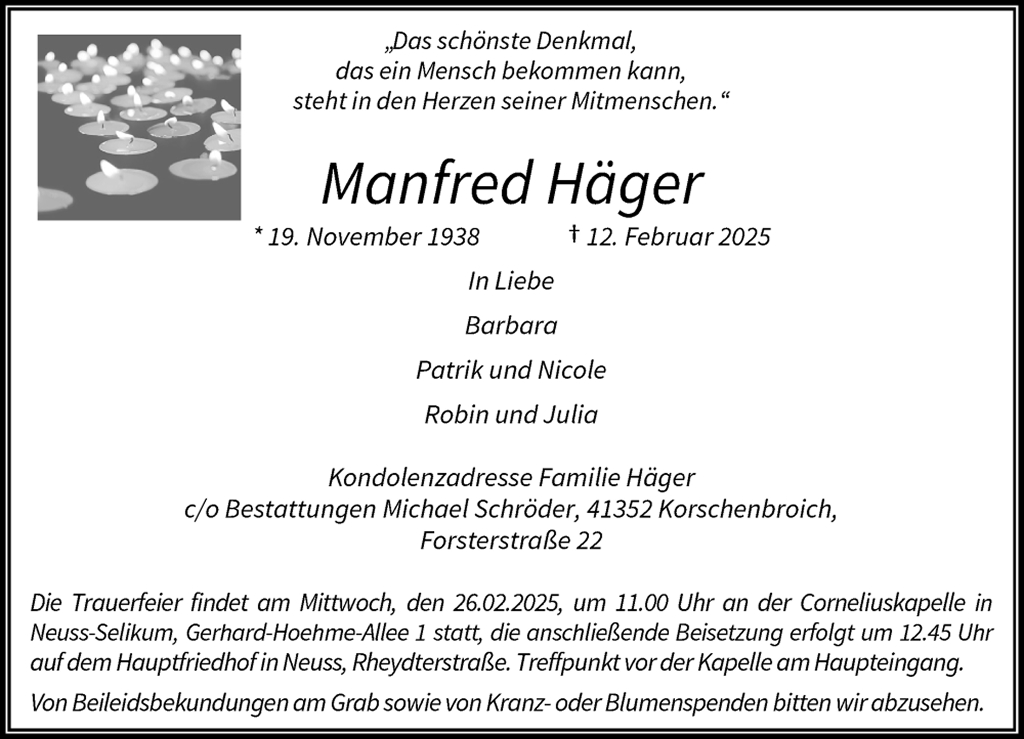 „Das schönste Denkmal,
das ein Mensch bekommen kann,
steht in den Herzen seiner Mitmenschen.“
Manfred Häger
* 19. November 1938 † 12. Februar 2025
In Liebe
Barbara
Patrik und Nicole
Robin und Julia
Kondolenzadresse Familie Häger
c/o Bestattungen Michael Schröder, 41352 Korschenbroich,
Forsterstraße 22
Die Trauerfeier findet am Mittwoch, den 26.02.2025, um 11.00 Uhr an der Corneliuskapelle in
Neuss-Selikum, Gerhard-Hoehme-Allee 1 statt, die anschließende Beisetzung erfolgt um 12.45 Uhr
auf dem Hauptfriedhof in Neuss, Rheydterstraße. Treffpunkt vor der Kapelle am Haupteingang.
Von Beileidsbekundungen am Grab sowie von Kranz- oder Blumenspenden bitten wir abzusehen.